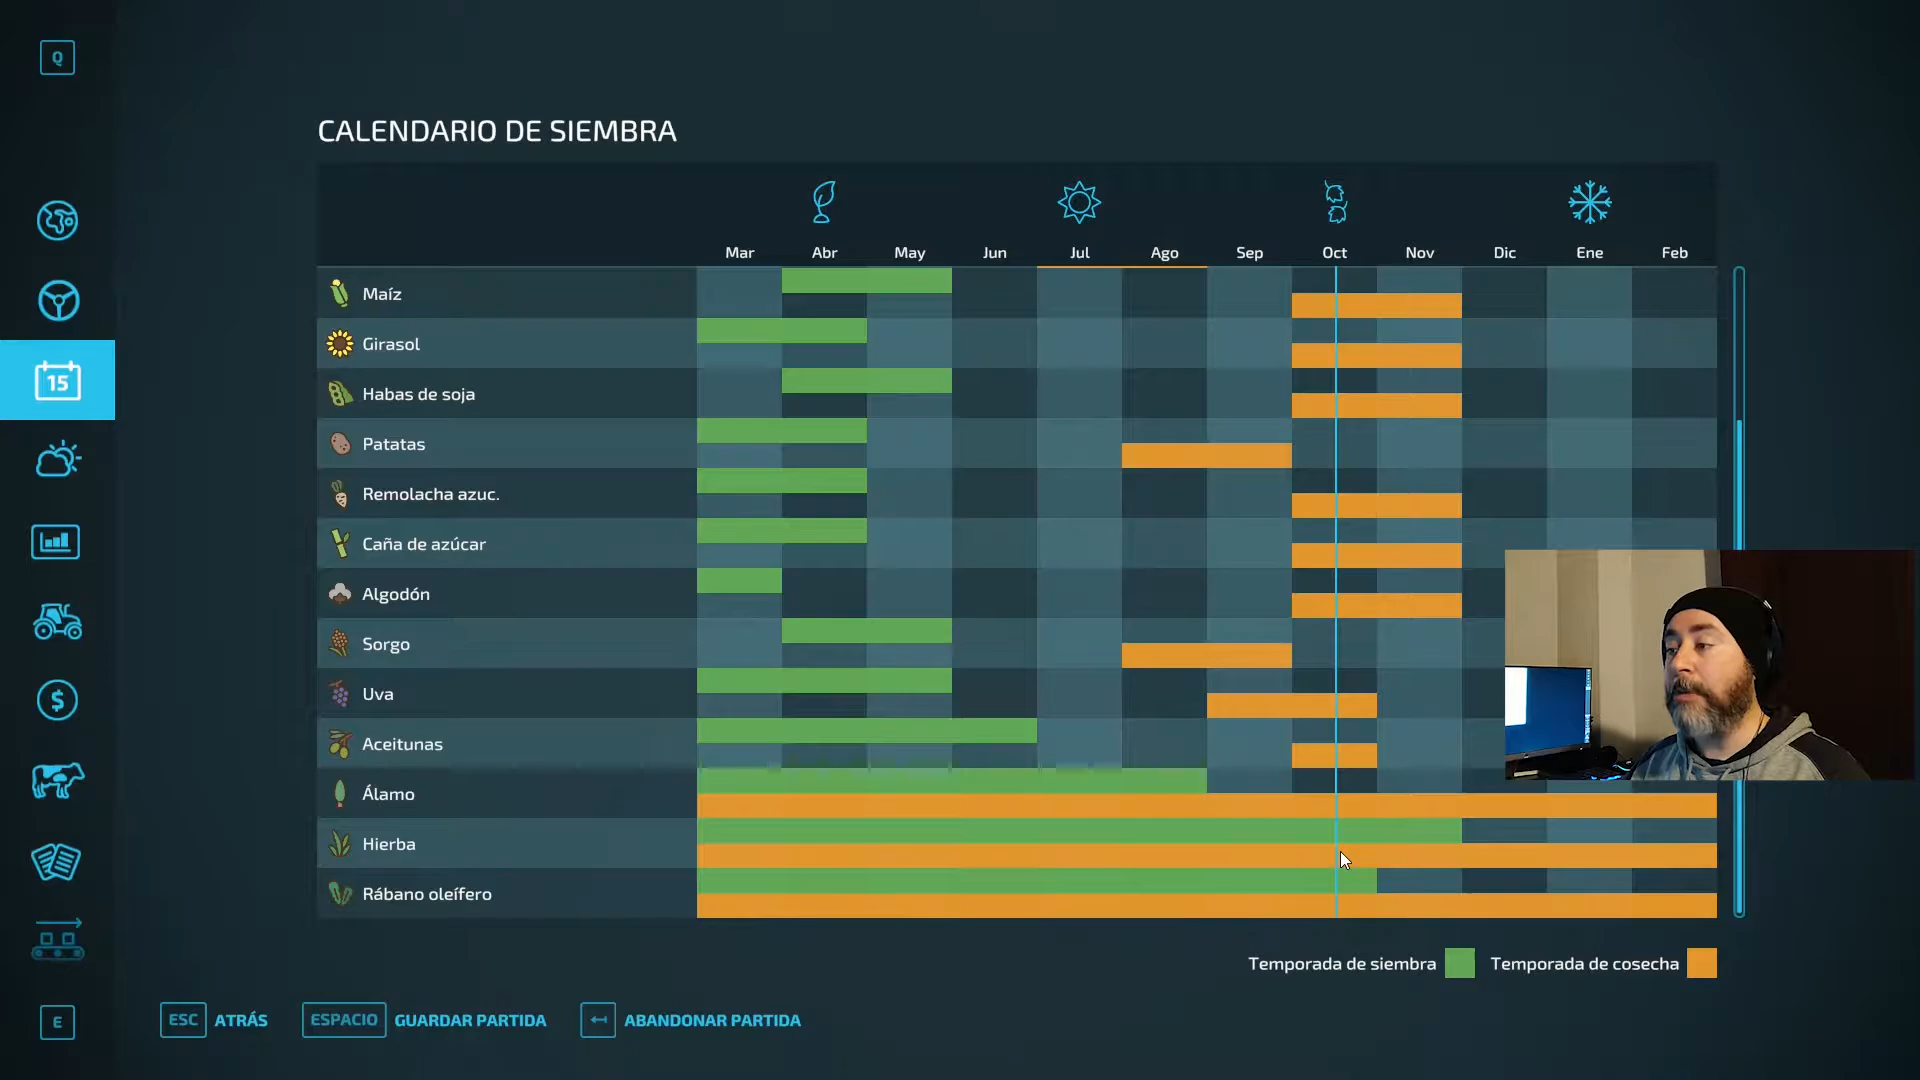 Q
CALENDARIO DE SIEMBRA
Mar Abr May Jun Jul Ago Sep Oct Nov Dic Ene Feb
Maíz
Girasol
15
Habas de soja
Patatas
Remolacha azuc.
Caña de azúcar
Algodón
Sorgo
Uva
Aceitunas
Álamo
Hierba
Rábano oleífero
Temporada de siembra Temporada de cosecha
E ESC ATRÁS ESPACIO GUARDAR PARTIDA ABANDONAR PARTIDA